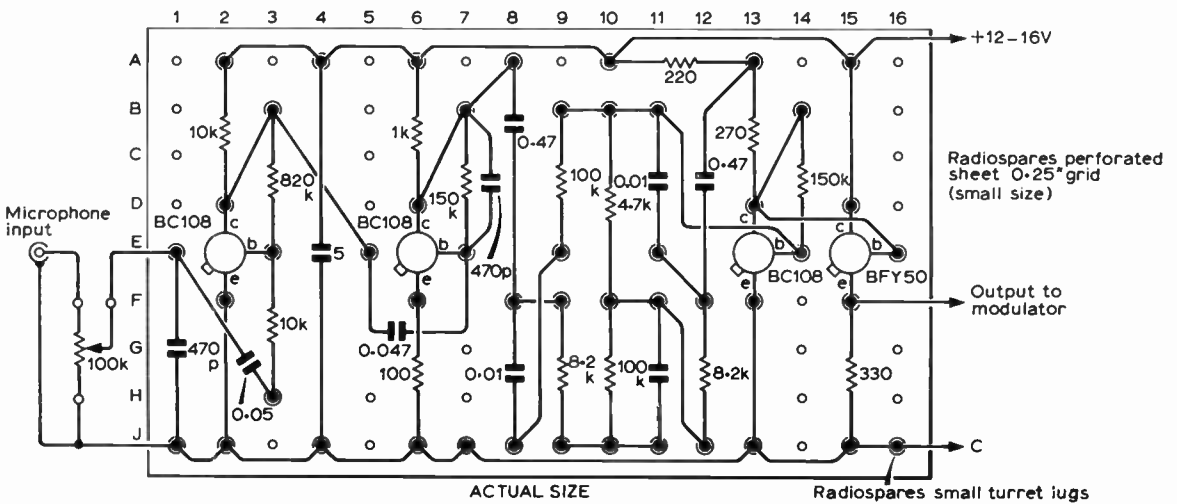 1 2 3 4 5 6 7 8 9 10 11 12 13 14 15 16
+12-16V
A
220
B
10k
1k
0·47
270
0·47
C
820
k
150
k
100
k
0·01
4·7k
150k
Radiospares perforated
sheet 0·25" grid
(small size)
D
Microphone
input
BC108
c
BC108
c
c
c
E
b
5
b
470p
b
BC108
b
BFY50
e
e
e
e
F
Output to
modulator
10k
G
100k
470
p
0·047
100
0·01
8·2
k
100
k
8·2k
330
H
0·05
J
C
ACTUAL SIZE
Radiospares small turret lugs